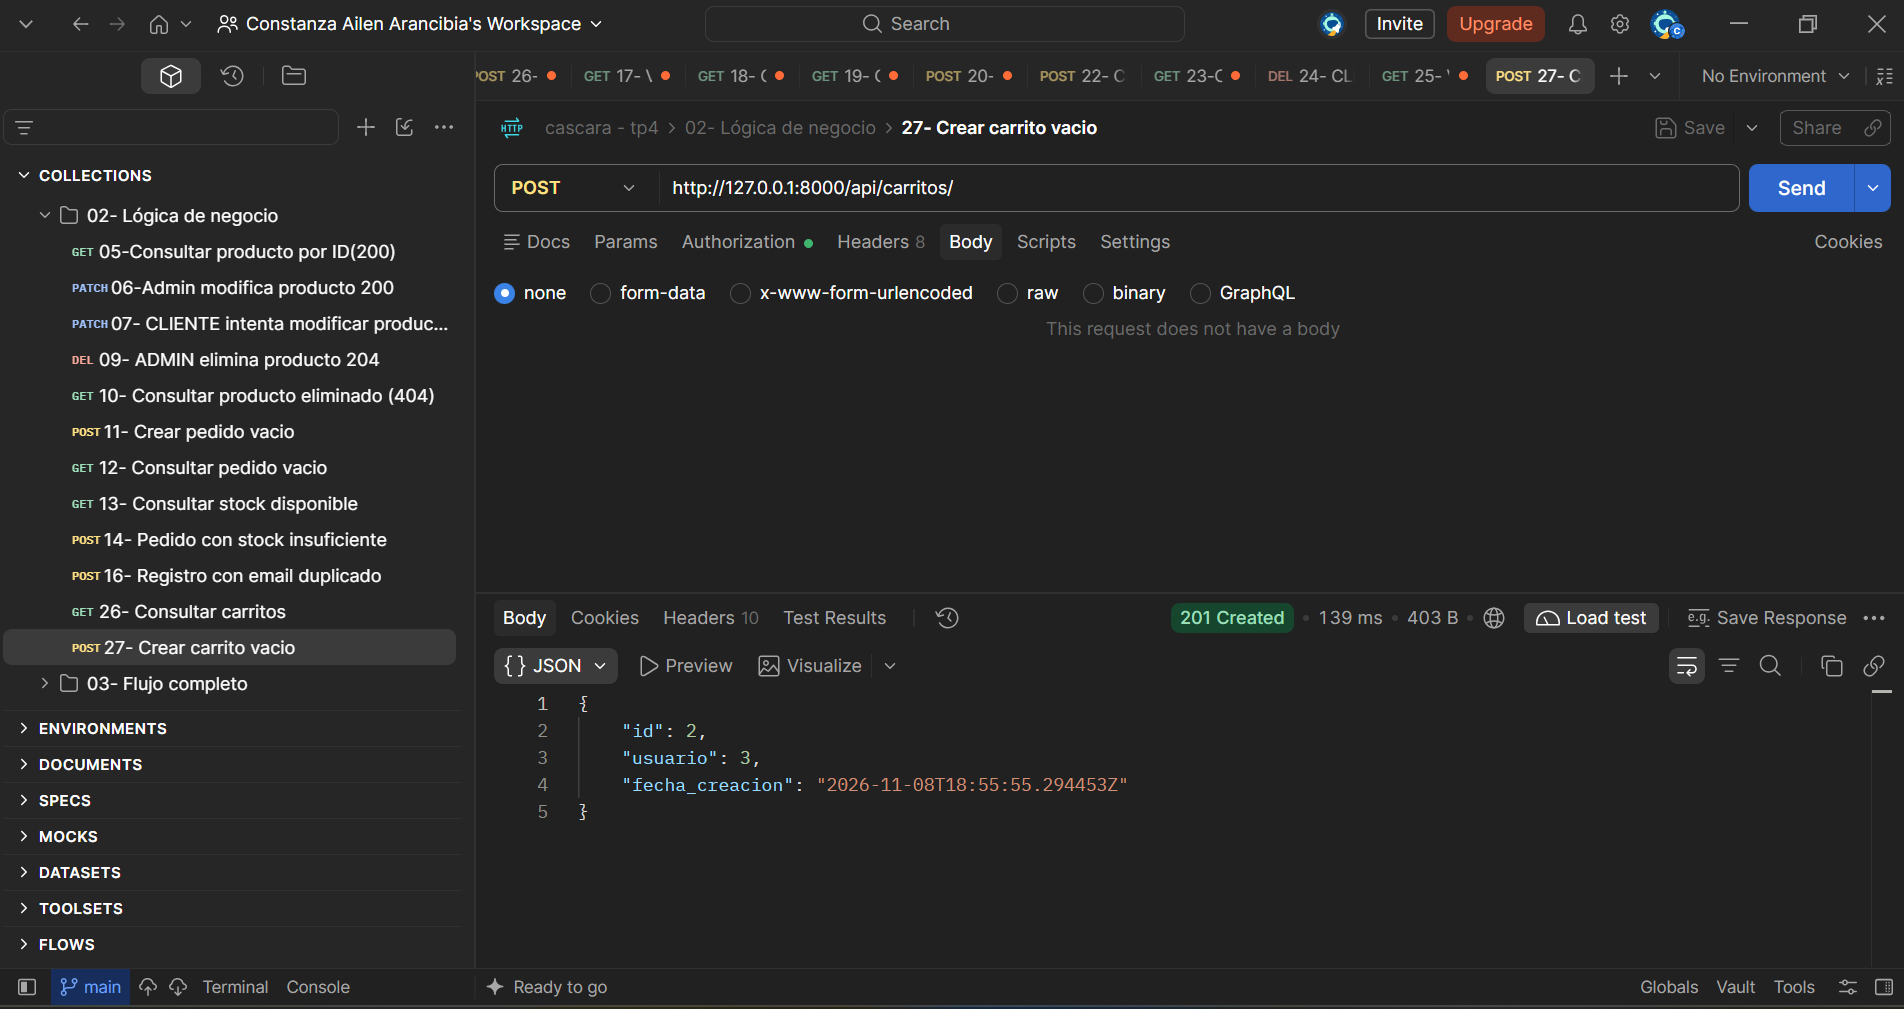 Constanza Ailen Arancibia's Workspace
Search
Invite
Upgrade
POST 26-
GET 17- \
GET 18- (
GET 19- (
POST 20-
POST 22- C
GET 23-C
DEL 24- CL
GET 25- '
POST 27- C
No Environment
cascara - tp4 > 02- Lógica de negocio > 27- Crear carrito vacio
Save
Share
COLLECTIONS
02- Lógica de negocio
GET 05-Consultar producto por ID(200)
PATCH 06-Admin modifica producto 200
PATCH 07- CLIENTE intenta modificar produc...
DEL 09- ADMIN elimina producto 204
GET 10- Consultar producto eliminado (404)
POST 11- Crear pedido vacio
GET 12- Consultar pedido vacio
GET 13- Consultar stock disponible
POST 14- Pedido con stock insuficiente
POST 16- Registro con email duplicado
GET 26- Consultar carritos
POST 27- Crear carrito vacio
03- Flujo completo
ENVIRONMENTS
DOCUMENTS
SPECS
MOCKS
DATASETS
TOOLSETS
FLOWS
HTTP
POST
http://127.0.0.1:8000/api/carritos/
Send
Docs
Params
Authorization
Headers 8
Body
Scripts
Settings
Cookies
none
form-data
x-www-form-urlencoded
raw
binary
GraphQL
This request does not have a body
Body
Cookies
Headers 10
Test Results
201 Created
139 ms
403 B
Load test
e.g. Save Response
{} JSON
Preview
Visualize
1 {
2 "id": 2,
3 "usuario": 3,
4 "fecha_creacion": "2026-11-08T18:55:55.294453Z"
5 }
main
Terminal
Console
Ready to go
Globals
Vault
Tools